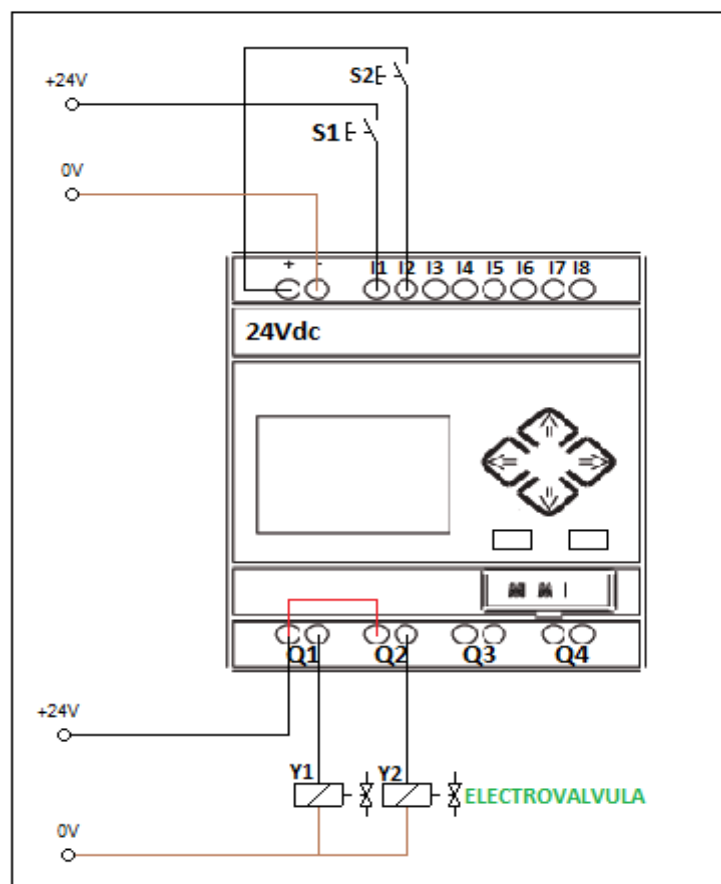 S2
+24V
S1
0V
+ -
I1 I2 I3 I4 I5 I6 I7 I8
24Vdc
Q1 Q2 Q3 Q4
+24V
Y1 Y2
ELECTROVALVULA
0V